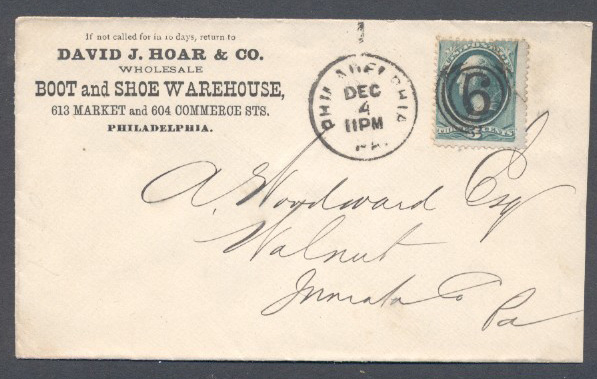 If not called for in 10 days, return to
DAVID J. HOAR & CO.
WHOLESALE
BOOT and SHOE WAREHOUSE,
613 MARKET and 604 COMMERCE STS.
PHILADELPHIA.
PHILADELPHIA
DEC
4
11PM
PA.
6
A. Woodward Esq
Walnut
Juniata Co
Pa